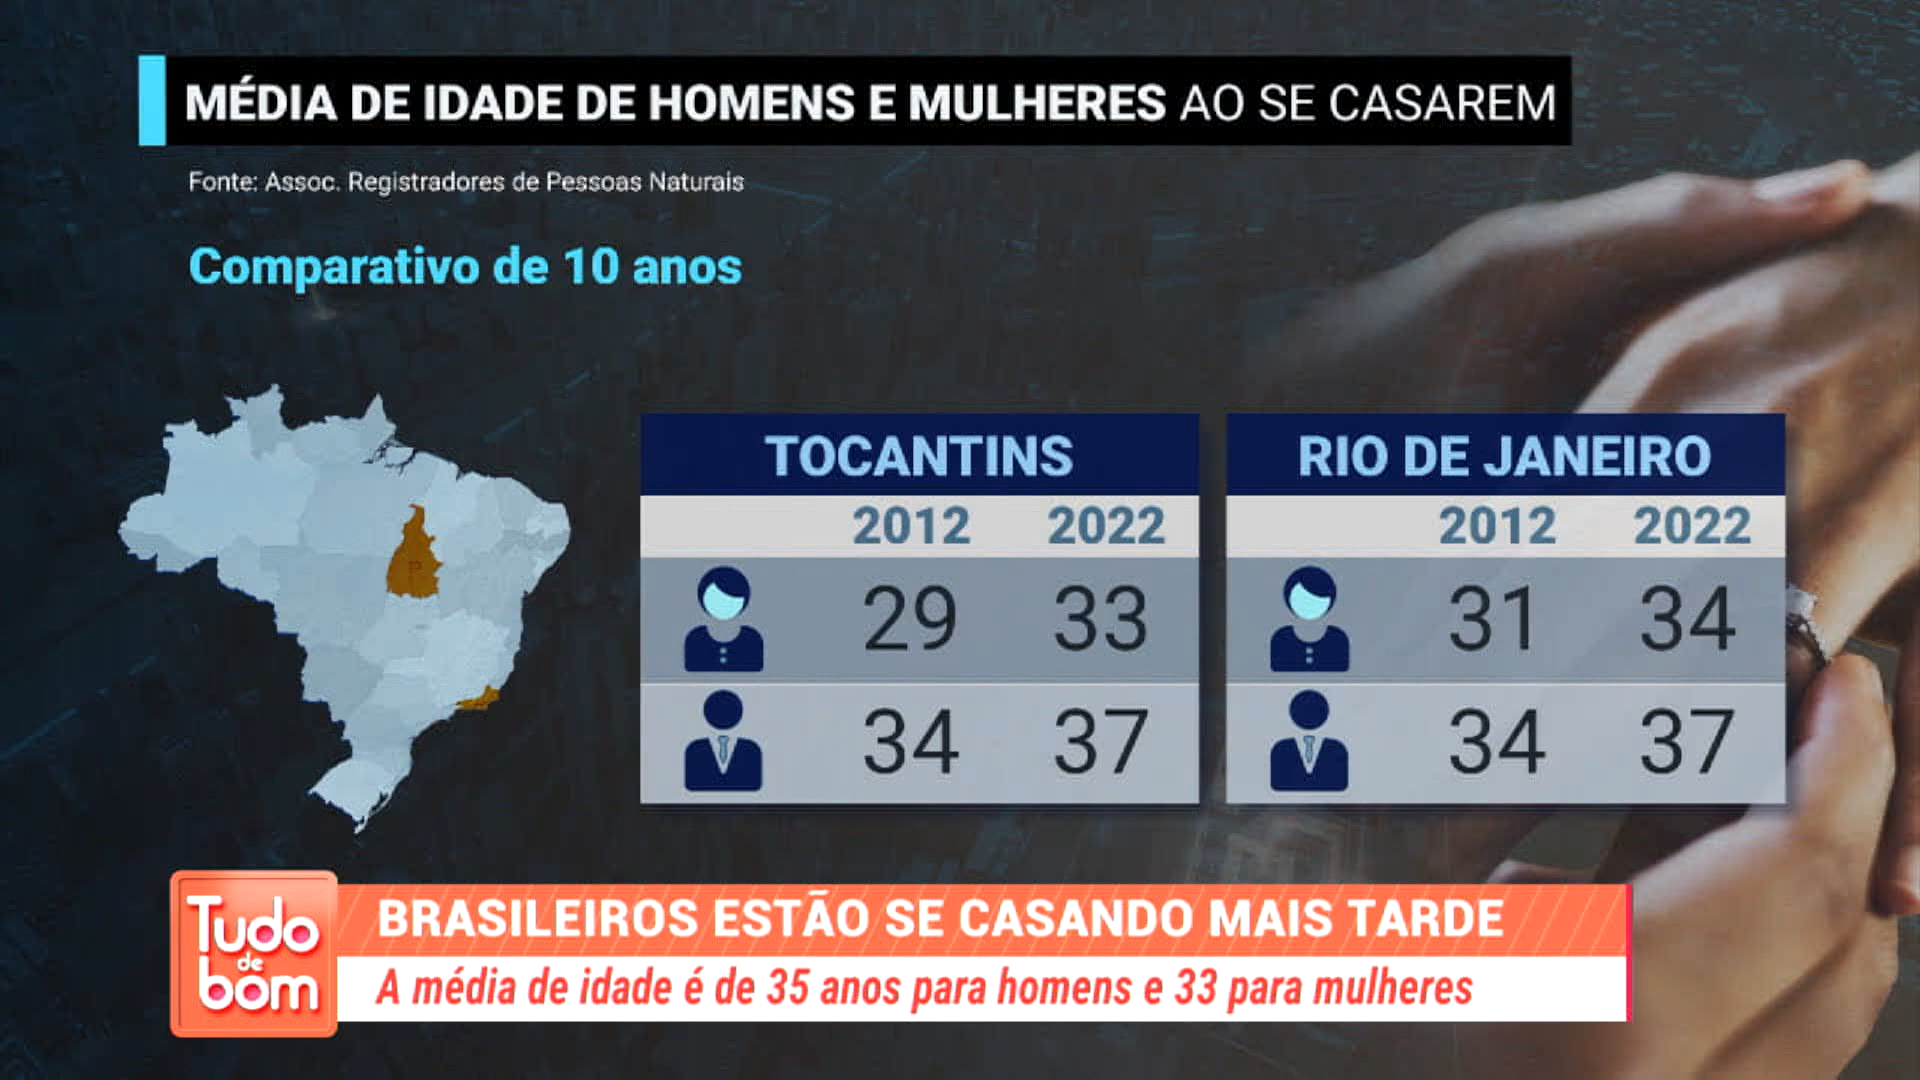 MÉDIA DE IDADE DE HOMENS E MULHERES AO SE CASAREM
Fonte: Assoc. Registradores de Pessoas Naturais
Comparativo de 10 anos
TOCANTINS
2012 2022
29 33
34 37
RIO DE JANEIRO
2012 2022
31 34
34 37
Tudo
de
bom
BRASILEIROS ESTÃO SE CASANDO MAIS TARDE
A média de idade é de 35 anos para homens e 33 para mulheres